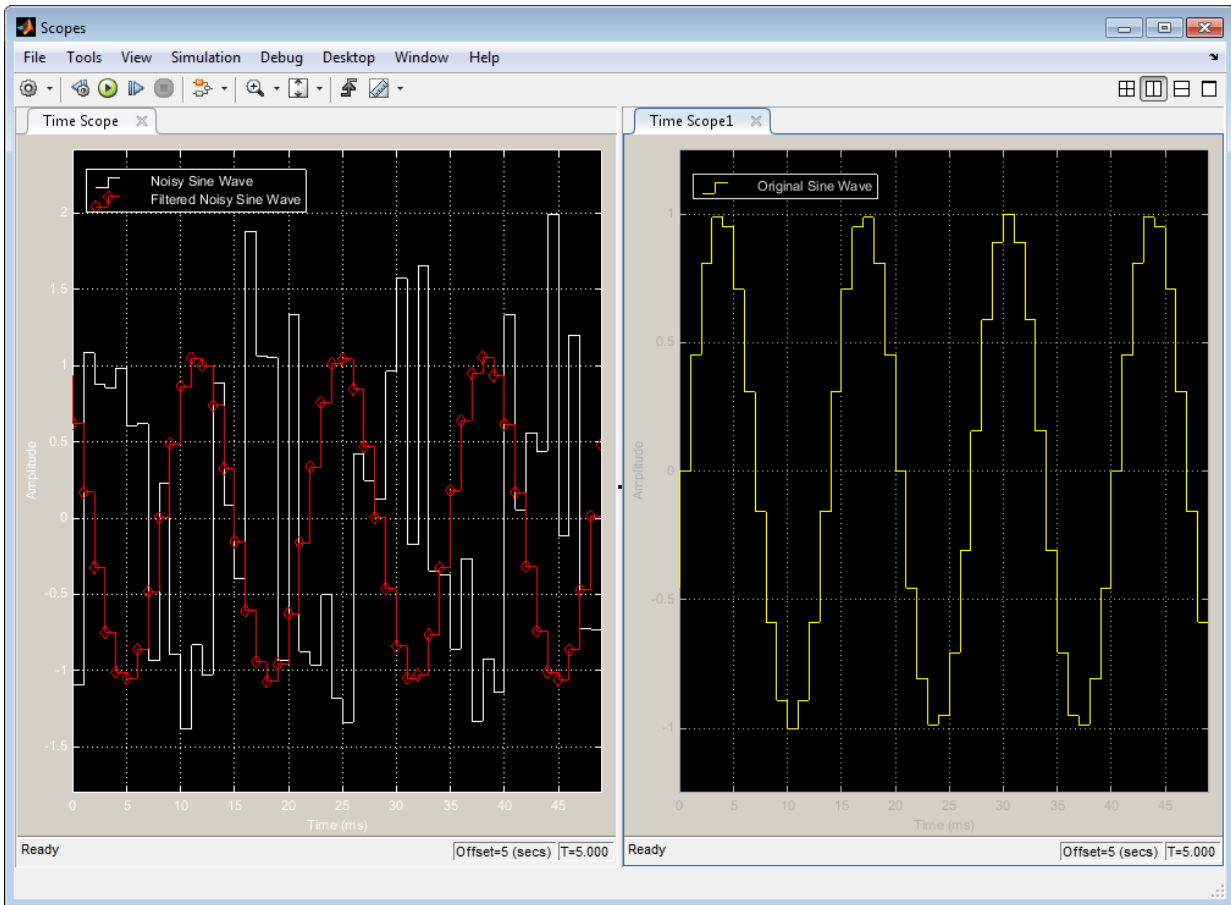 Scopes
File Tools View Simulation Debug Desktop Window Help
Time Scope
Noisy Sine Wave
Filtered Noisy Sine Wave
2
1.5
1
0.5
0
-0.5
-1
-1.5
Amplitude
0 5 10 15 20 25 30 35 40 45
Time (ms)
Ready Offset=5 (secs) T=5.000
Time Scope1
Original Sine Wave
1
0.5
0
-0.5
-1
Amplitude
0 5 10 15 20 25 30 35 40 45
Time (ms)
Ready Offset=5 (secs) T=5.000